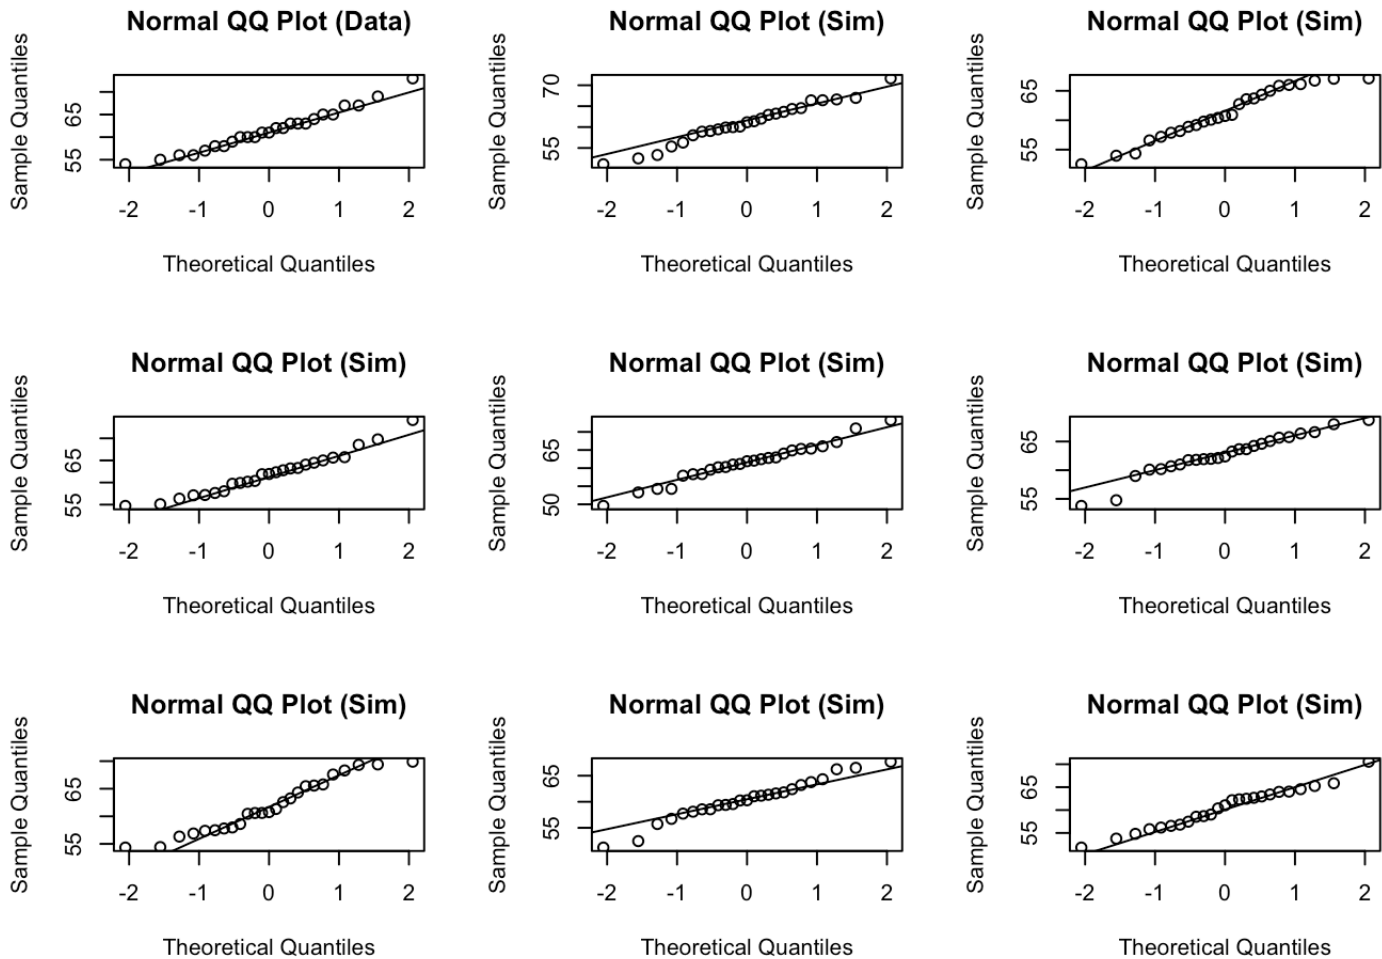 Normal QQ Plot (Data)
Sample Quantiles
55 65
-2 -1 0 1 2
Theoretical Quantiles
Normal QQ Plot (Sim)
Sample Quantiles
55 70
-2 -1 0 1 2
Theoretical Quantiles
Normal QQ Plot (Sim)
Sample Quantiles
55 65
-2 -1 0 1 2
Theoretical Quantiles
Normal QQ Plot (Sim)
Sample Quantiles
55 65
-2 -1 0 1 2
Theoretical Quantiles
Normal QQ Plot (Sim)
Sample Quantiles
50 65
-2 -1 0 1 2
Theoretical Quantiles
Normal QQ Plot (Sim)
Sample Quantiles
55 65
-2 -1 0 1 2
Theoretical Quantiles
Normal QQ Plot (Sim)
Sample Quantiles
55 65
-2 -1 0 1 2
Theoretical Quantiles
Normal QQ Plot (Sim)
Sample Quantiles
55 65
-2 -1 0 1 2
Theoretical Quantiles
Normal QQ Plot (Sim)
Sample Quantiles
55 65
-2 -1 0 1 2
Theoretical Quantiles